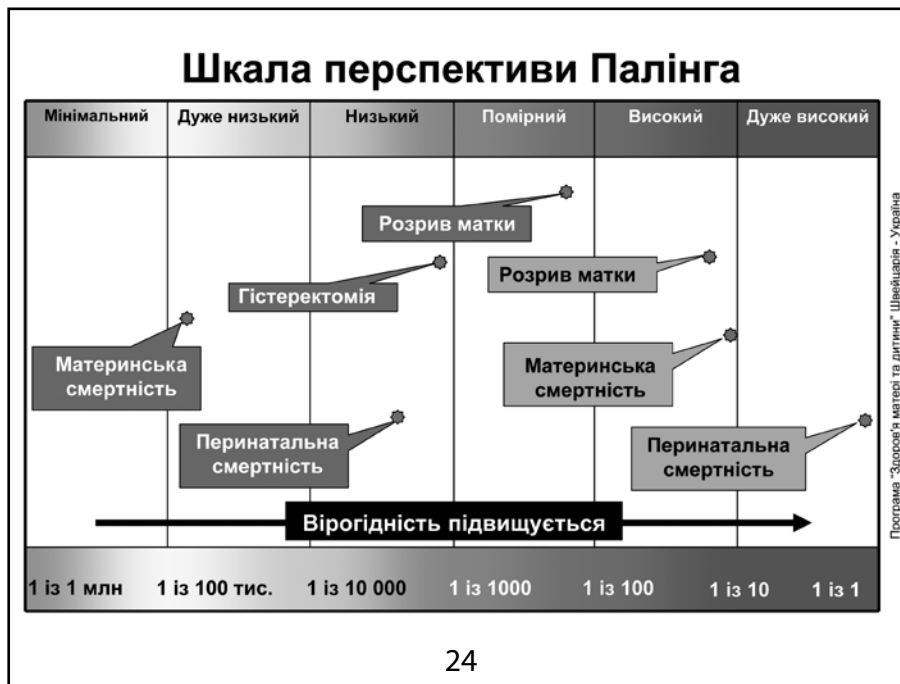 Шкала перспективи Палінга
Мінімальний
Дуже низький
Низький
Помірний
Високий
Дуже високий
Розрив матки
Розрив матки
Гістеректомія
Материнська
смертність
Материнська
смертність
Перинатальна
смертність
Перинатальна
смертність
Вірогідність підвищується
1 із 1 млн
1 із 100 тис.
1 із 10 000
1 із 1000
1 із 100
1 із 10
1 із 1
Програма "Здоров'я матері та дитини" Швейцарія - Україна
24